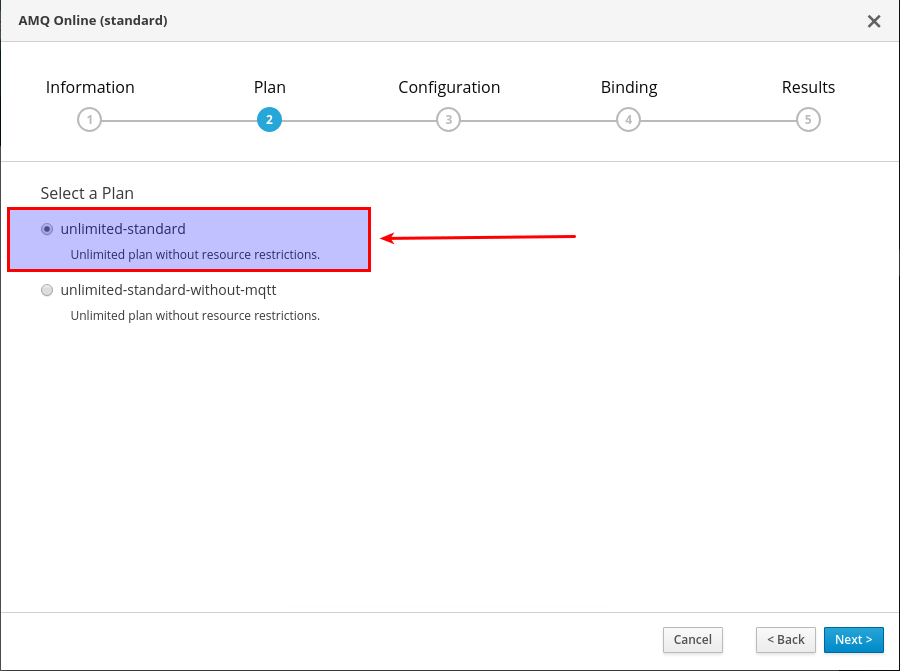 AMQ Online (standard)
Information Plan Configuration Binding Results
1 2 3 4 5
Select a Plan
unlimited-standard
Unlimited plan without resource restrictions.
unlimited-standard-without-mqtt
Unlimited plan without resource restrictions.
Cancel < Back Next >